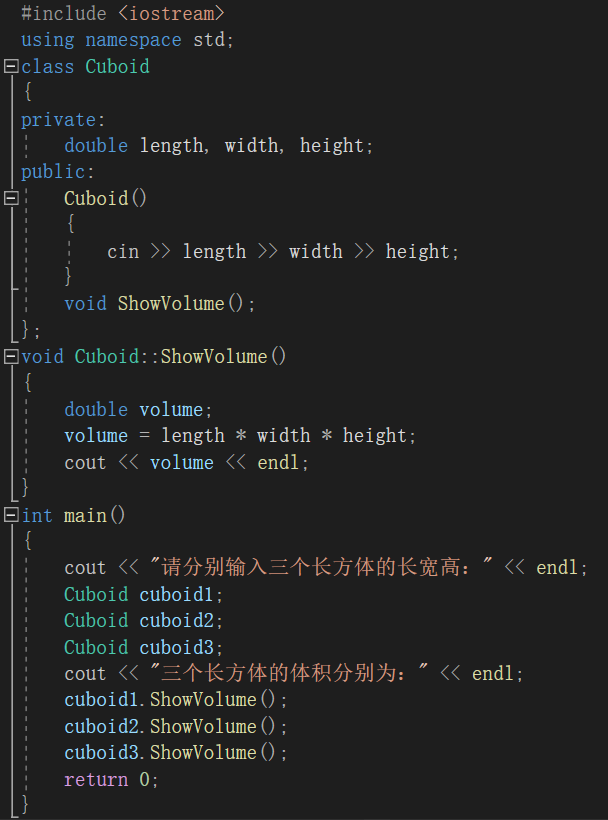 #include <iostream>
using namespace std;
class Cuboid
{
private:
    double length, width, height;
public:
    Cuboid()
    {
        cin >> length >> width >> height;
    }
    void ShowVolume();
};
void Cuboid::ShowVolume()
{
    double volume;
    volume = length * width * height;
    cout << volume << endl;
}
int main()
{
    cout << "请分别输入三个长方体的长宽高：" << endl;
    Cuboid cuboid1;
    Cuboid cuboid2;
    Cuboid cuboid3;
    cout << "三个长方体的体积分别为：" << endl;
    cuboid1.ShowVolume();
    cuboid2.ShowVolume();
    cuboid3.ShowVolume();
    return 0;
}